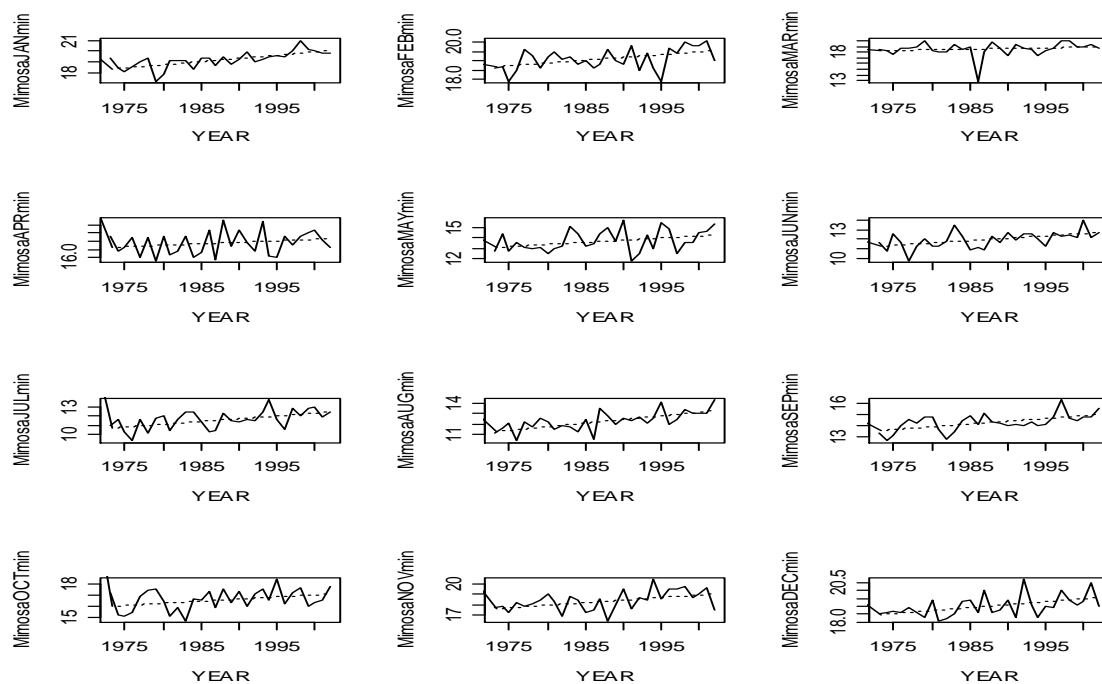 MimosaJANmin
21
18
1975 1985 1995
YEAR
MimosaFEBmin
20.0
18.0
1975 1985 1995
YEAR
MimosaMARmin
18
13
1975 1985 1995
YEAR
MimosaAPRmin
16.0
1975 1985 1995
YEAR
MimosaMAYmin
15
12
1975 1985 1995
YEAR
MimosaJUNmin
13
10
1975 1985 1995
YEAR
MimosaJULmin
13
10
1975 1985 1995
YEAR
MimosaAUGmin
14
11
1975 1985 1995
YEAR
MimosaSEPmin
16
13
1975 1985 1995
YEAR
MimosaOCTmin
18
15
1975 1985 1995
YEAR
MimosaNOVmin
20
17
1975 1985 1995
YEAR
MimosaDECmin
20.5
18.0
1975 1985 1995
YEAR